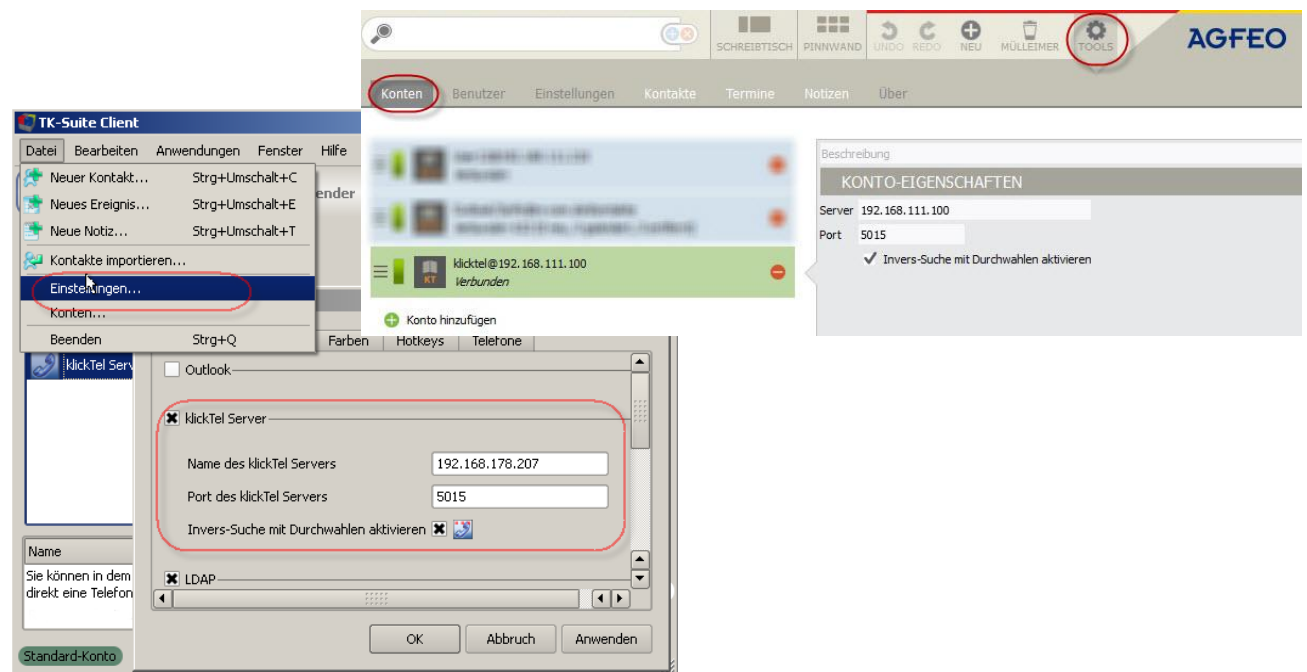 SCHREIBTISCH
PINNWAND
UNDO
REDO
NEU
MÜLLEIMER
TOOLS
AGFEO
Konten
Benutzer
Einstellungen
Kontakte
Termine
Notizen
Über
Beschreibung
KONTO-EIGENSCHAFTEN
Server 192.168.111.100
Port 5015
Invers-Suche mit Durchwahlen aktivieren
KT
klicktel@192.168.111.100
Verbunden
Konto hinzufügen
TK-Suite Client
Datei Bearbeiten Anwendungen Fenster Hilfe
Neuer Kontakt... Strg+Umschalt+C
Neues Ereignis... Strg+Umschalt+E
Neue Notiz... Strg+Umschalt+T
Kontakte importieren...
Einstellungen...
Konten...
Beenden Strg+Q
ender
Farben Hotkeys Telefone
klickTel Serv
Outlook
klickTel Server
Name des klickTel Servers 192.168.178.207
Port des klickTel Servers 5015
Invers-Suche mit Durchwahlen aktivieren
LDAP
Name
Sie können in dem
direkt eine Telefon
OK Abbruch Anwenden
Standard-Konto